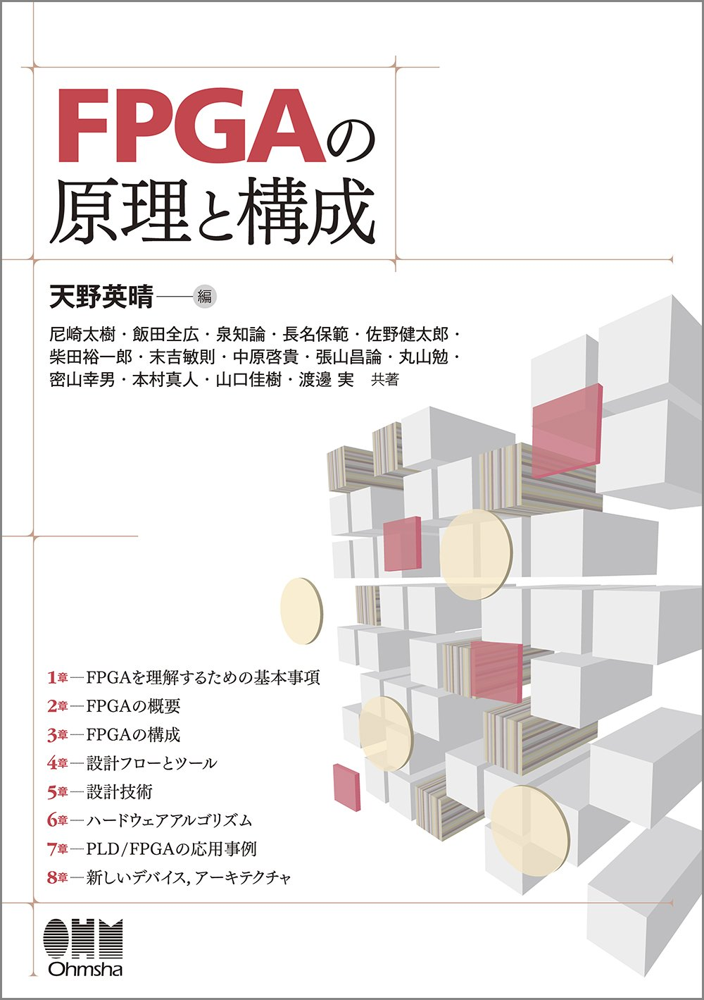 FPGAの
原理と構成
天野英晴──編
尼崎太樹・飯田全広・泉知論・長名保範・佐野健太郎・
柴田裕一郎・末吉敏則・中原啓貴・張山昌論・丸山勉・
密山幸男・本村真人・山口佳樹・渡邊 実 共著
1章─FPGAを理解するための基本事項
2章─FPGAの概要
3章─FPGAの構成
4章─設計フローとツール
5章─設計技術
6章─ハードウェアアルゴリズム
7章─PLD/FPGAの応用事例
8章─新しいデバイス, アーキテクチャ
OHM
Ohmsha